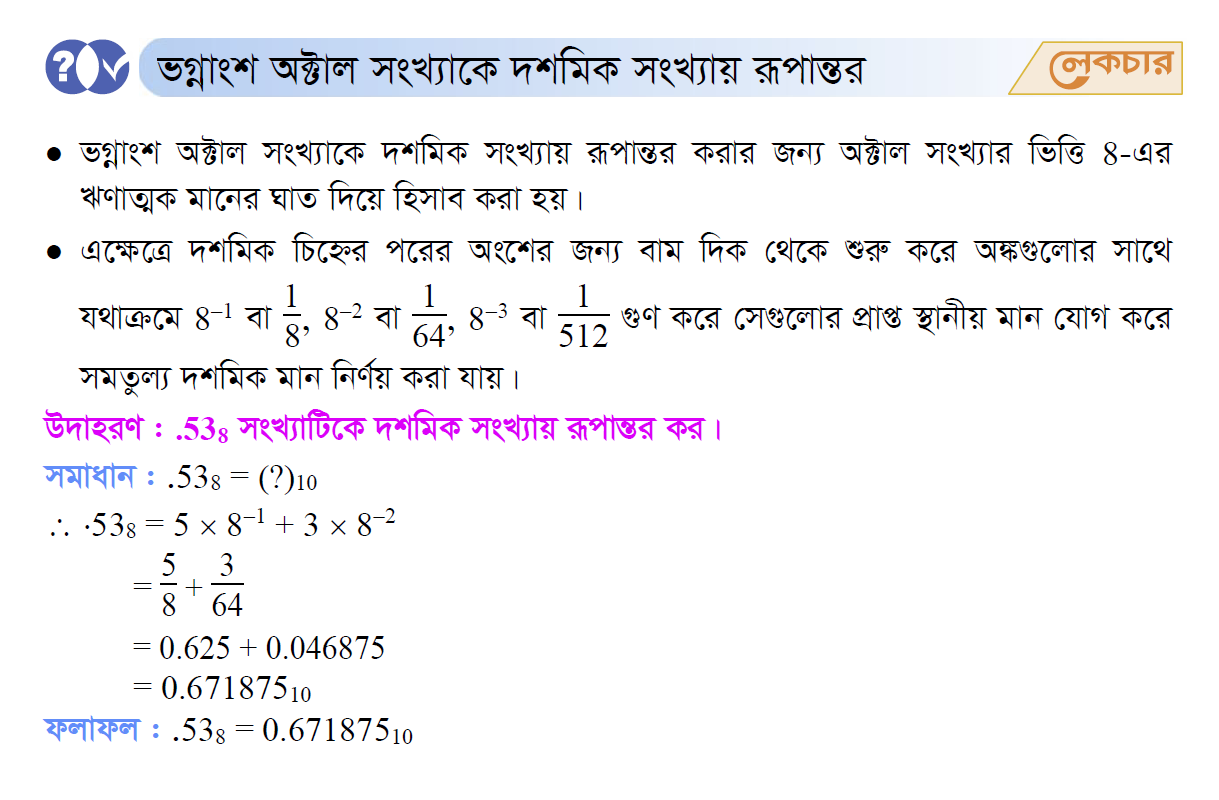 ভগ্নাংশ অক্টাল সংখ্যাকে দশমিক সংখ্যায় রূপান্তর
লেকচার
● ভগ্নাংশ অক্টাল সংখ্যাকে দশমিক সংখ্যায় রূপান্তর করার জন্য অক্টাল সংখ্যার ভিত্তি 8-এর
ঋণাত্মক মানের ঘাত দিয়ে হিসাব করা হয়।
● এক্ষেত্রে দশমিক চিহ্নের পরের অংশের জন্য বাম দিক থেকে শুরু করে অঙ্কগুলোর সাথে
যথাক্রমে 8⁻¹ বা 1/8, 8⁻² বা 1/64, 8⁻³ বা 1/512 গুণ করে সেগুলোর প্রাপ্ত স্থানীয় মান যোগ করে
সমতুল্য দশমিক মান নির্ণয় করা যায়।
উদাহরণ : .53₈ সংখ্যাটিকে দশমিক সংখ্যায় রূপান্তর কর।
সমাধান : .53₈ = (?)₁₀
∴ ·53₈ = 5 × 8⁻¹ + 3 × 8⁻²
= 5/8 + 3/64
= 0.625 + 0.046875
= 0.671875₁₀
ফলাফল : .53₈ = 0.671875₁₀